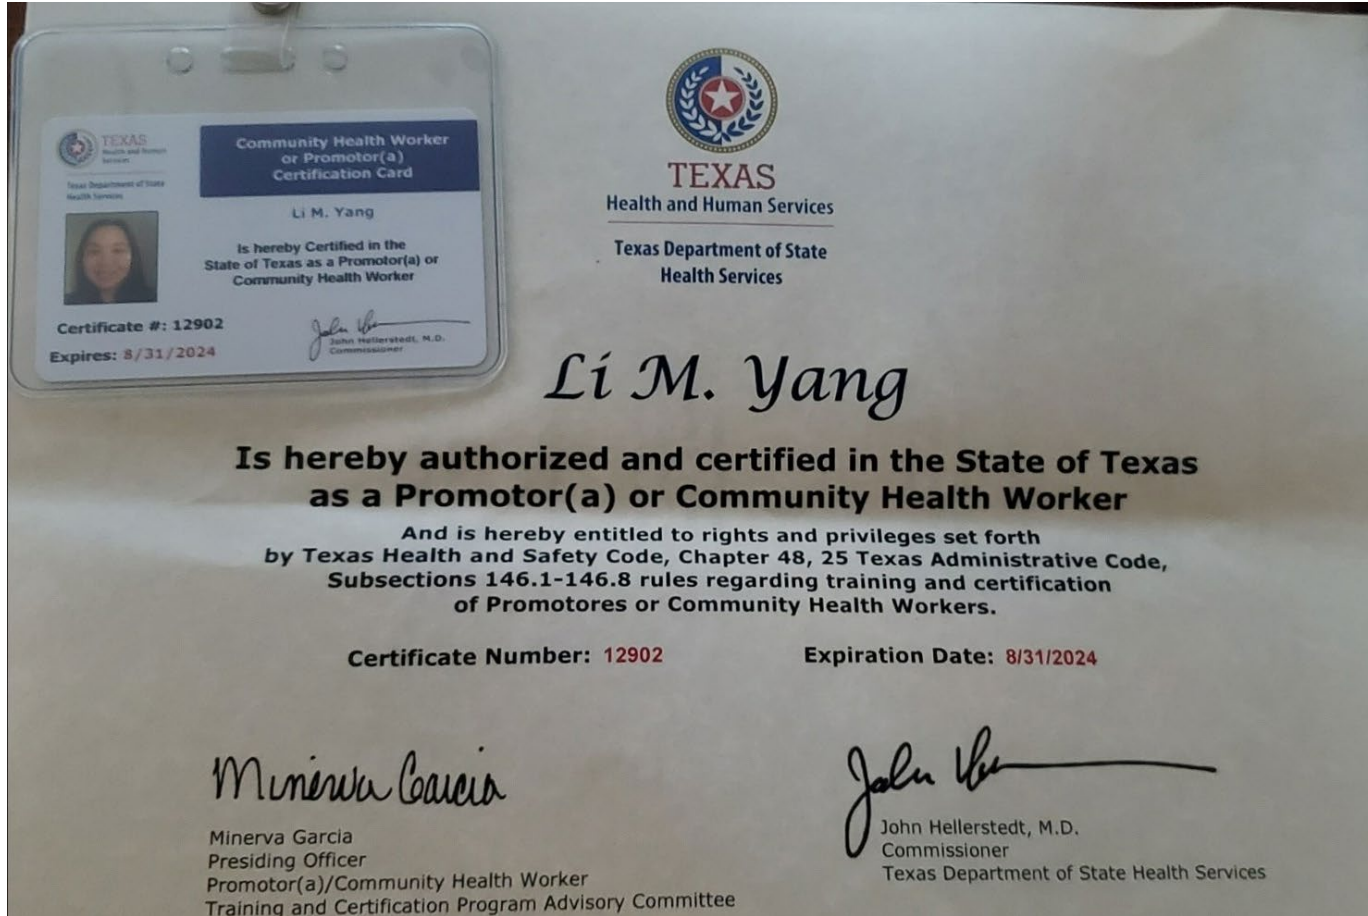 TEXAS
Health and Human
Services
Texas Department of State
Health Services
Community Health Worker
or Promotor(a)
Certification Card
Li M. Yang
Is hereby Certified in the
State of Texas as a Promotor(a) or
Community Health Worker
Certificate #: 12902
Expires: 8/31/2024
John Hellerstedt, M.D.
Commissioner
TEXAS
Health and Human Services
Texas Department of State
Health Services
Li M. Yang
Is hereby authorized and certified in the State of Texas
as a Promotor(a) or Community Health Worker
And is hereby entitled to rights and privileges set forth
by Texas Health and Safety Code, Chapter 48, 25 Texas Administrative Code,
Subsections 146.1-146.8 rules regarding training and certification
of Promotores or Community Health Workers.
Certificate Number: 12902
Expiration Date: 8/31/2024
Minerva Garcia
Minerva Garcia
Presiding Officer
Promotor(a)/Community Health Worker
Training and Certification Program Advisory Committee
John
John Hellerstedt, M.D.
Commissioner
Texas Department of State Health Services